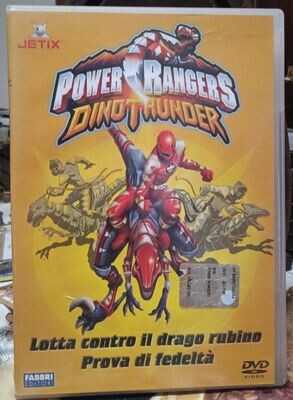 JETIX
POWER RANGERS
DINO THUNDER
Lotta contro il drago rubino
Prova di fedeltà
FABBRI
EDITORI
DVD
VIDEO